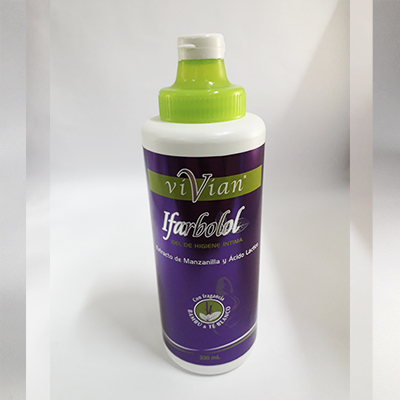 viVian®
Ifarbolol
GEL DE HIGIENE ÍNTIMA
Extracto de Manzanilla y Ácido Láctico
Con fragancia
BAMBÚ & TÉ BLANCO
320 mL